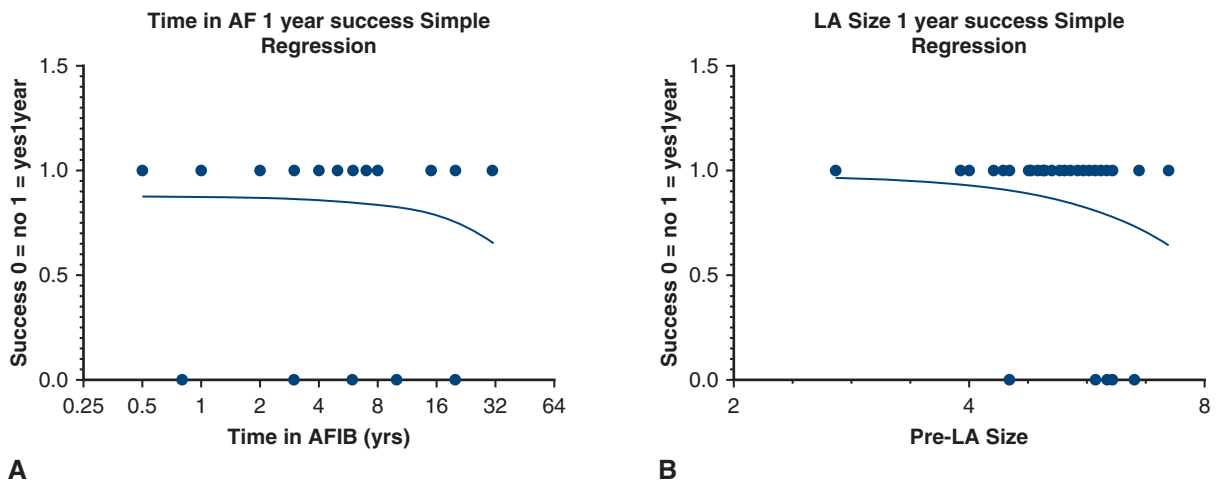 Time in AF 1 year success Simple
Regression
Success 0 = no 1 = yes1year
1.5
1.0
0.5
0.0
0.25 0.5 1 2 4 8 16 32 64
Time in AFIB (yrs)
A
LA Size 1 year success Simple
Regression
Success 0 = no 1 = yes1year
1.5
1.0
0.5
0.0
2 4 8
Pre-LA Size
B